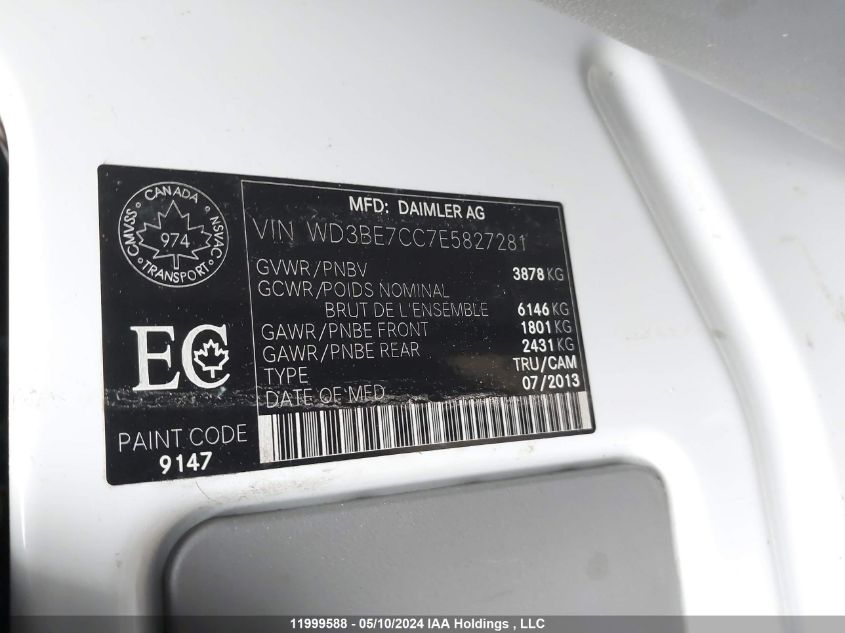 CANADA
CMVSS
NSVAC
974
TRANSPORT
MFD: DAIMLER AG
VIN WD3BE7CC7E5827281
GVWR/PNBV 3878 KG
GCWR/POIDS NOMINAL
BRUT DE L'ENSEMBLE 6146 KG
GAWR/PNBE FRONT 1801 KG
GAWR/PNBE REAR 2431 KG
TYPE TRU/CAM
DATE OF MFD 07/2013
EC
PAINT CODE
9147
11999588 - 05/10/2024 IAA Holdings , LLC